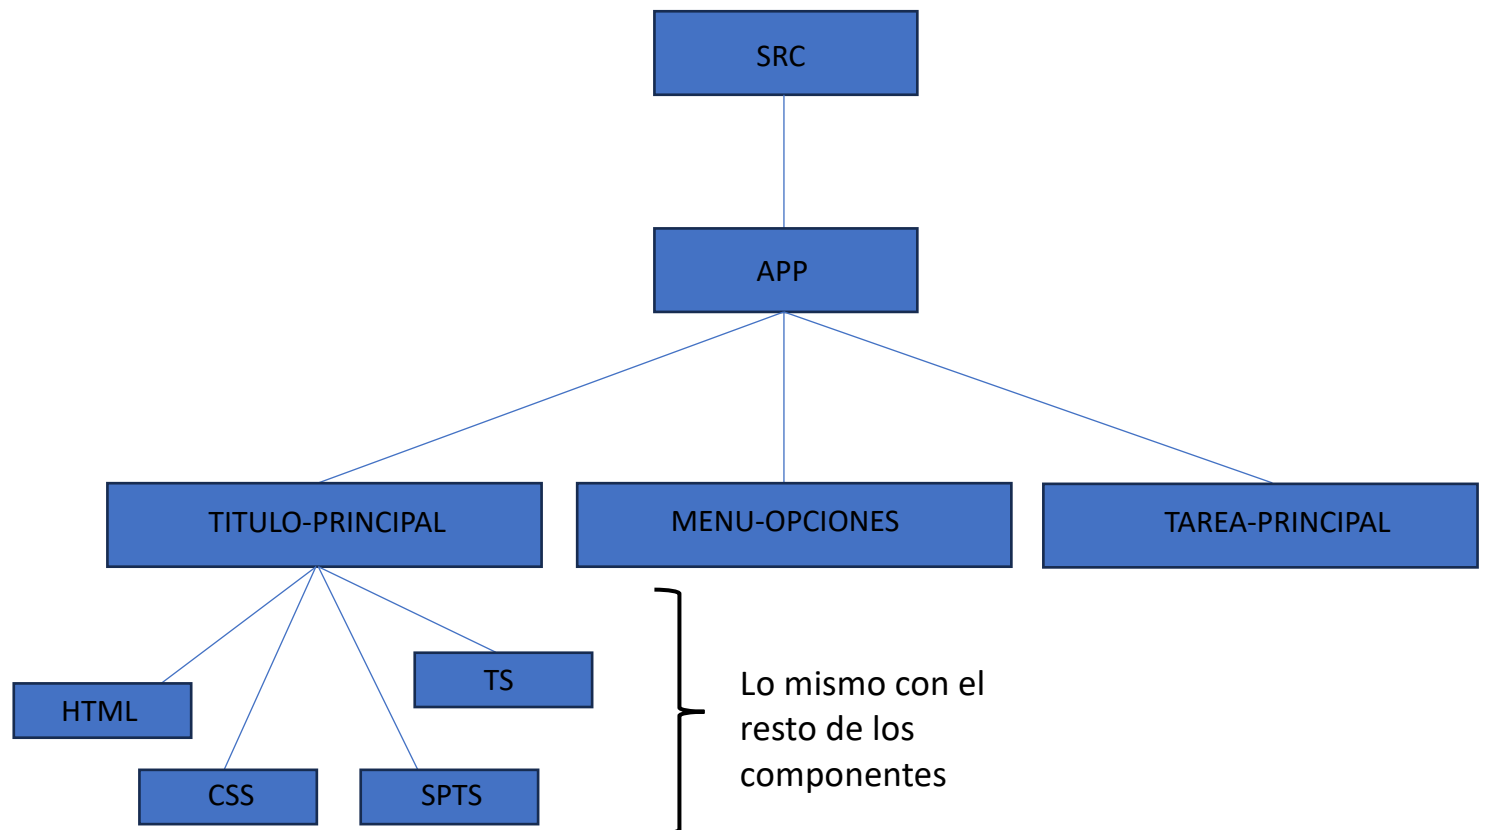 SRC
APP
TITULO-PRINCIPAL
MENU-OPCIONES
TAREA-PRINCIPAL
HTML
CSS
SPTS
TS
Lo mismo con el
resto de los
componentes